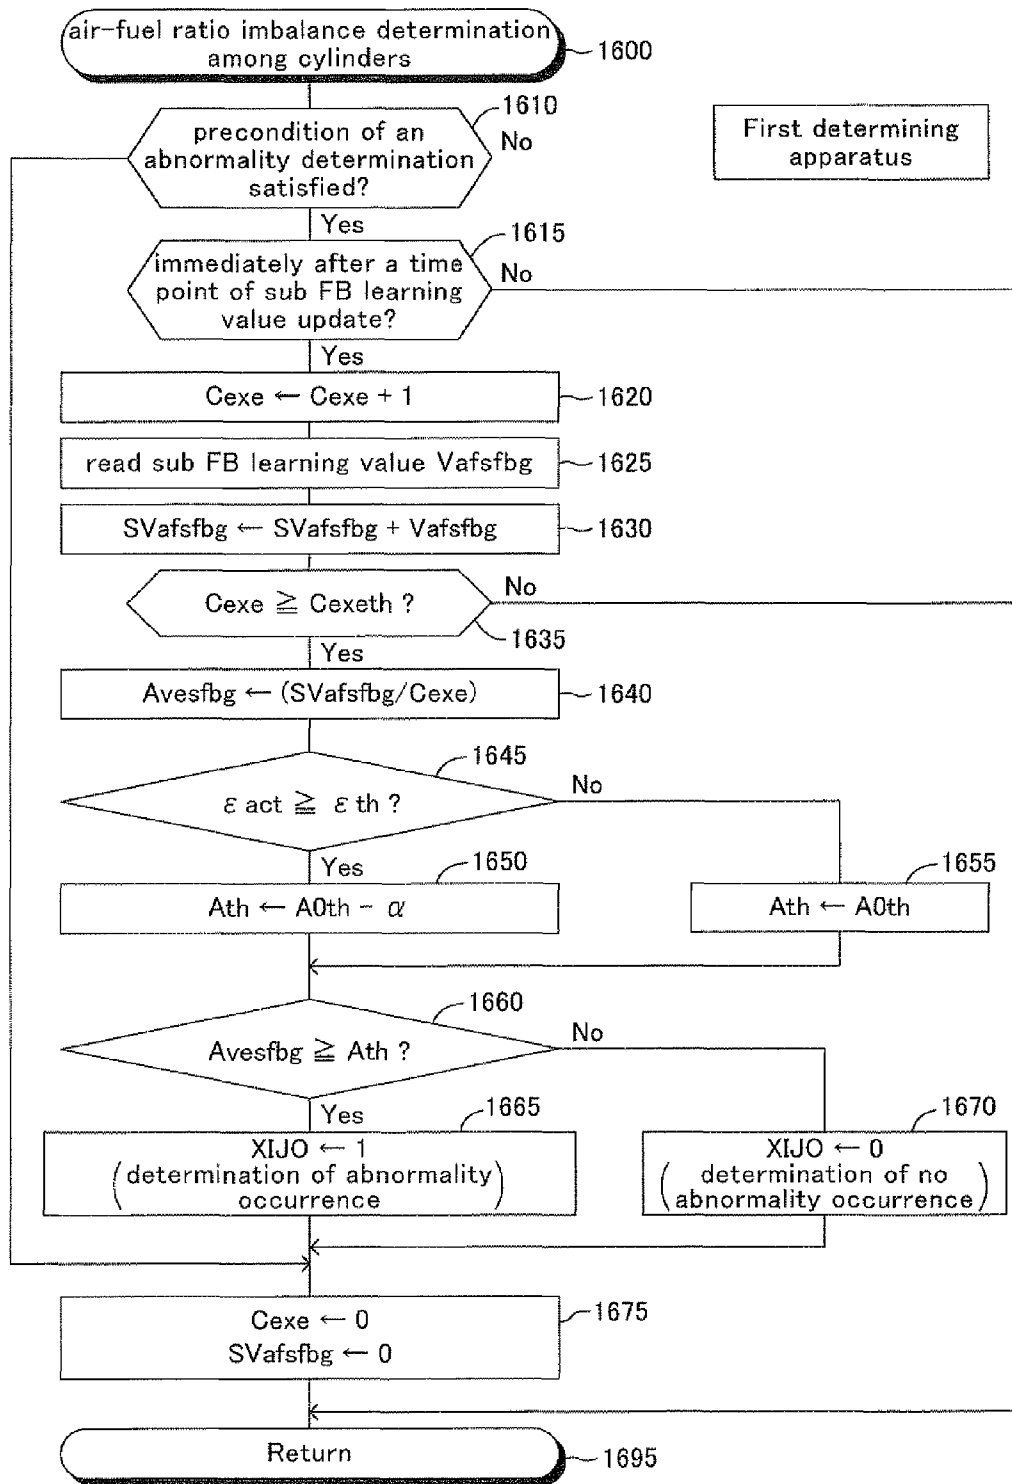 air-fuel ratio imbalance determination
among cylinders
1600
1610
precondition of an
abnormality determination
satisfied?
No
First determining
apparatus
Yes
1615
immediately after a time
point of sub FB learning
value update?
No
Yes
Cexe ← Cexe + 1
1620
read sub FB learning value Vafsfbg
1625
SVafsfbg ← SVafsfbg + Vafsfbg
1630
Cexe ≧ Cexeth ?
No
1635
Yes
Avesfbg ← (SVafsfbg/Cexe)
1640
1645
εact ≧ εth ?
No
Yes
1650
Ath ← A0th - α
1655
Ath ← A0th
1660
Avesfbg ≧ Ath ?
No
Yes
1665
XIJO ← 1
(determination of abnormality
occurrence)
1670
XIJO ← 0
(determination of no
abnormality occurrence)
Cexe ← 0
SVafsfbg ← 0
1675
Return
1695